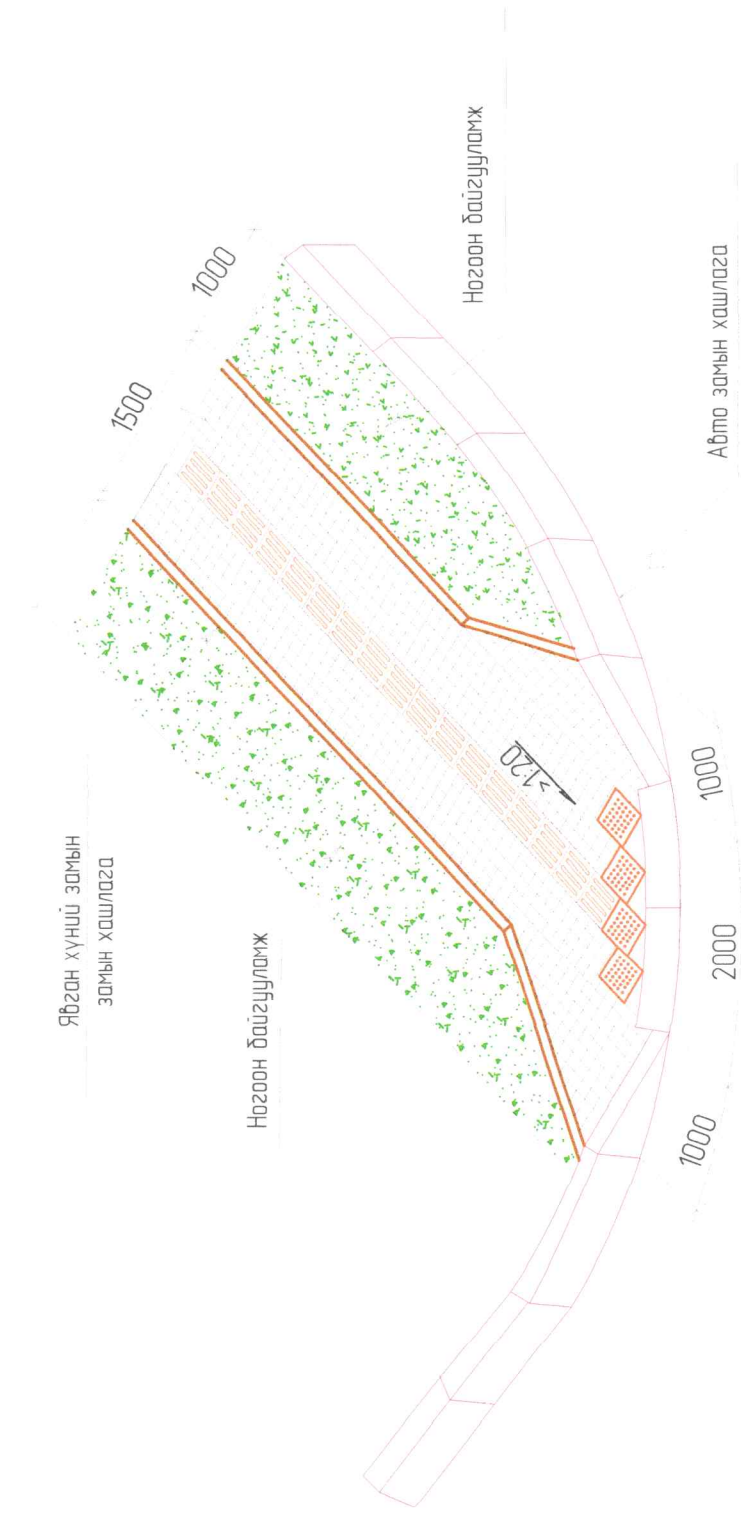 Явган хүний замын
замын хашлага
Ногоон байгууламж
Ногоон байгууламж
Авто замын хашлага
1000
1500
>1:20
1000
2000
1000